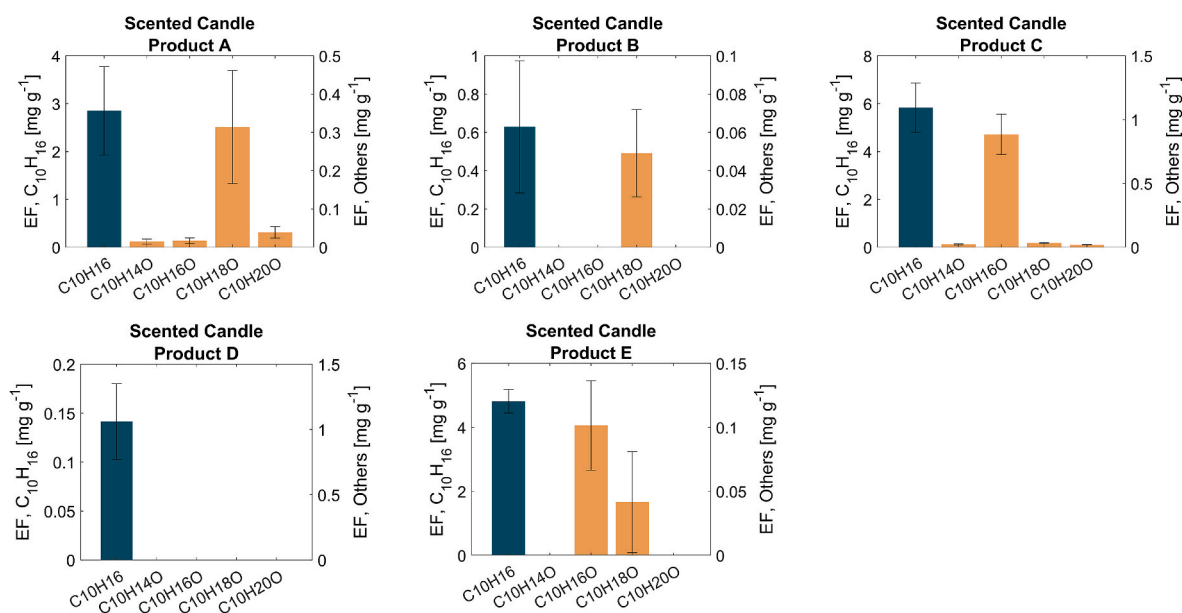 Scented Candle
Product A
EF, C₁₀H₁₆ [mg g⁻¹]
4
3
2
1
0
EF, Others [mg g⁻¹]
0.5
0.4
0.3
0.2
0.1
0
C10H16
C10H14O
C10H16O
C10H18O
C10H20O
Scented Candle
Product B
EF, C₁₀H₁₆ [mg g⁻¹]
1
0.8
0.6
0.4
0.2
0
EF, Others [mg g⁻¹]
0.1
0.08
0.06
0.04
0.02
0
C10H16
C10H14O
C10H16O
C10H18O
C10H20O
Scented Candle
Product C
EF, C₁₀H₁₆ [mg g⁻¹]
8
6
4
2
0
EF, Others [mg g⁻¹]
1.5
1
0.5
0
C10H16
C10H14O
C10H16O
C10H18O
C10H20O
Scented Candle
Product D
EF, C₁₀H₁₆ [mg g⁻¹]
0.2
0.15
0.1
0.05
0
EF, Others [mg g⁻¹]
1.5
1
0.5
0
C10H16
C10H14O
C10H16O
C10H18O
C10H20O
Scented Candle
Product E
EF, C₁₀H₁₆ [mg g⁻¹]
6
4
2
0
EF, Others [mg g⁻¹]
0.15
0.1
0.05
0
C10H16
C10H14O
C10H16O
C10H18O
C10H20O